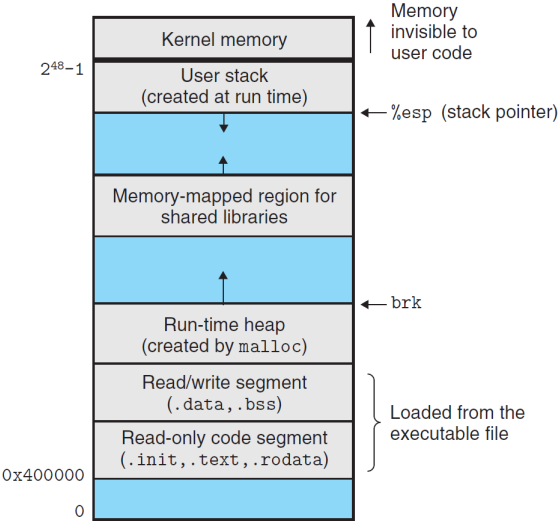 Memory
invisible to
user code
Kernel memory
2⁴⁸−1
User stack
(created at run time)
%esp (stack pointer)
Memory-mapped region for
shared libraries
brk
Run-time heap
(created by malloc)
Read/write segment
(.data,.bss)
Loaded from the
executable file
Read-only code segment
(.init,.text,.rodata)
0x400000
0